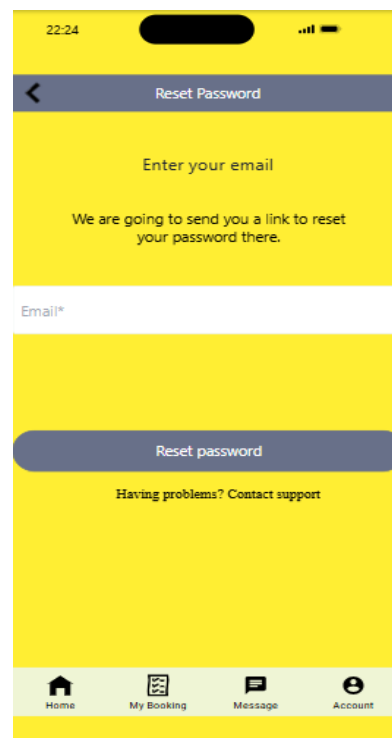 22:24
Reset Password
Enter your email
We are going to send you a link to reset
your password there.
Email*
Reset password
Having problems? Contact support
Home My Booking Message Account